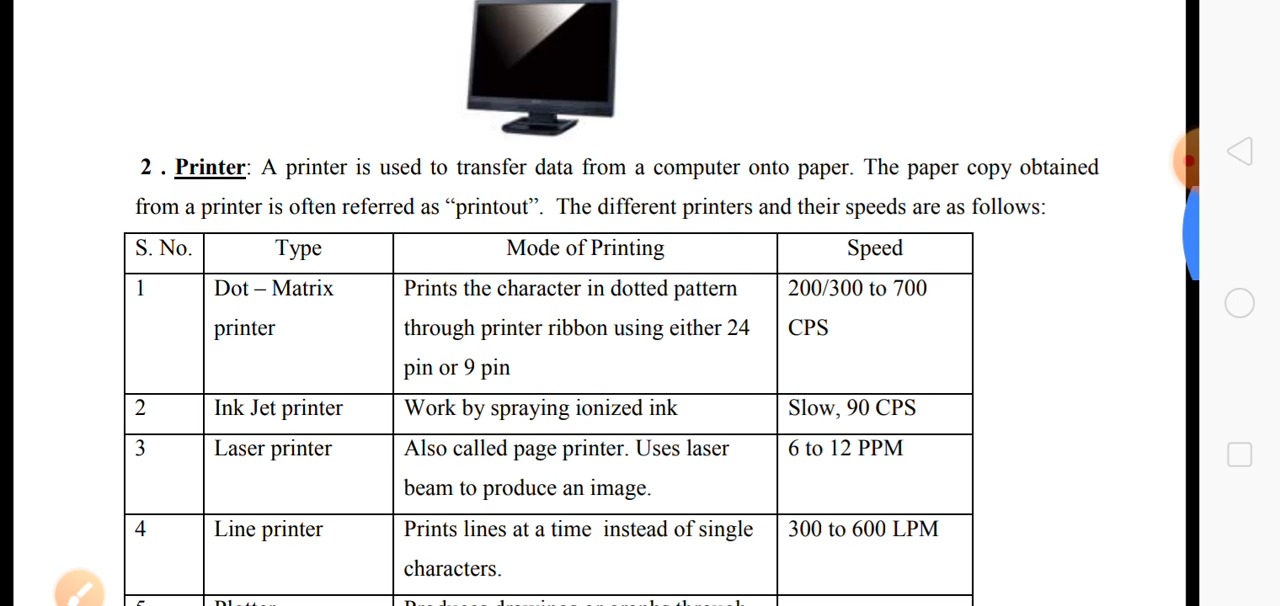 2 . Printer: A printer is used to transfer data from a computer onto paper. The paper copy obtained
from a printer is often referred as “printout”. The different printers and their speeds are as follows:
S. No. Type Mode of Printing Speed
1 Dot – Matrix Prints the character in dotted pattern 200/300 to 700
printer through printer ribbon using either 24 CPS
pin or 9 pin
2 Ink Jet printer Work by spraying ionized ink Slow, 90 CPS
3 Laser printer Also called page printer. Uses laser 6 to 12 PPM
beam to produce an image.
4 Line printer Prints lines at a time instead of single 300 to 600 LPM
characters.